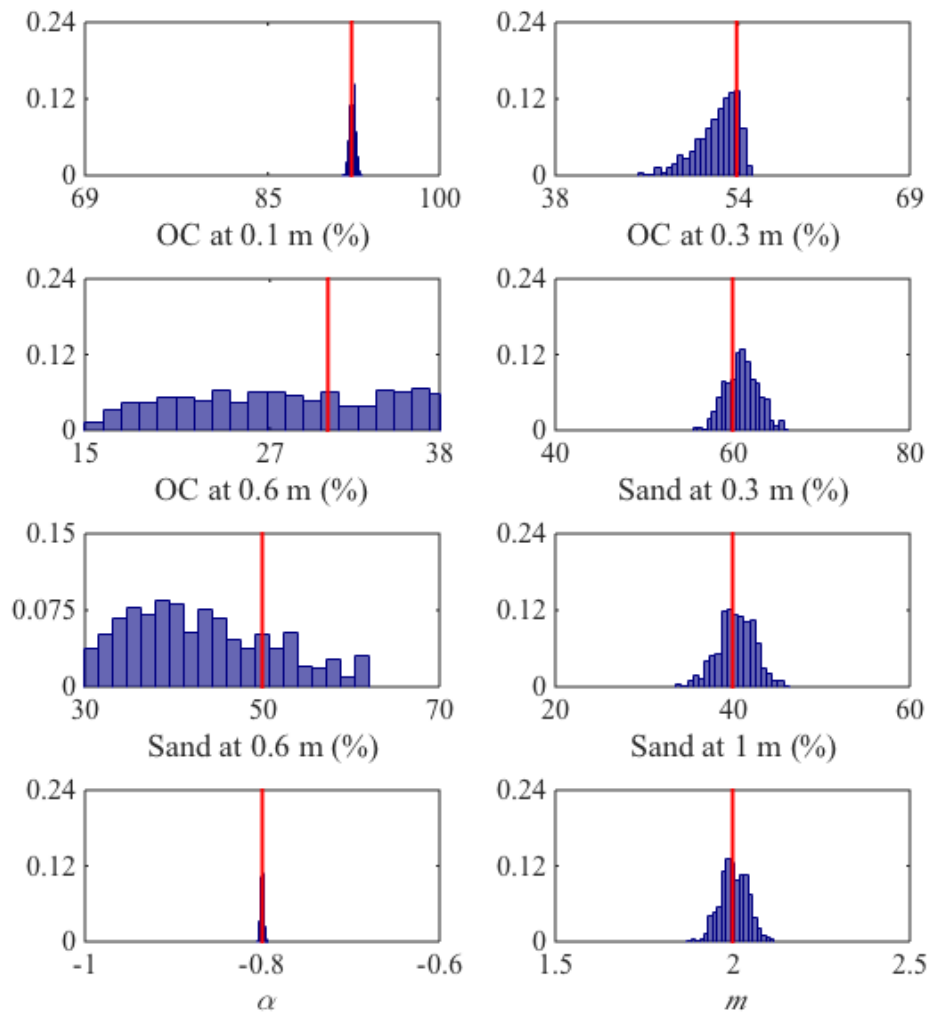 0.24 0.24
0.12 0.12
0 0
69 85 100 38 54 69
OC at 0.1 m (%) OC at 0.3 m (%)
0.24 0.24
0.12 0.12
0 0
15 27 38 40 60 80
OC at 0.6 m (%) Sand at 0.3 m (%)
0.15 0.24
0.075 0.12
0 0
30 50 70 20 40 60
Sand at 0.6 m (%) Sand at 1 m (%)
0.24 0.24
0.12 0.12
0 0
-1 -0.8 -0.6 1.5 2 2.5
α m